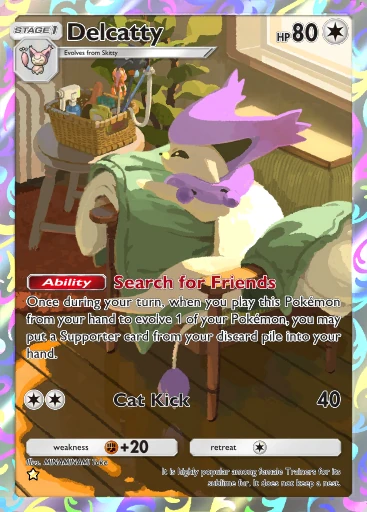 STAGE 1
Delcatty
HP 80
Evolves from Skitty
Ability Search for Friends
Once during your turn, when you play this Pokémon
from your hand to evolve 1 of your Pokémon, you may
put a Supporter card from your discard pile into your
hand.
Cat Kick 40
weakness +20 retreat
Illus. MINAMINAMI Take
It is highly popular among female Trainers for its
sublime fur. It does not keep a nest.